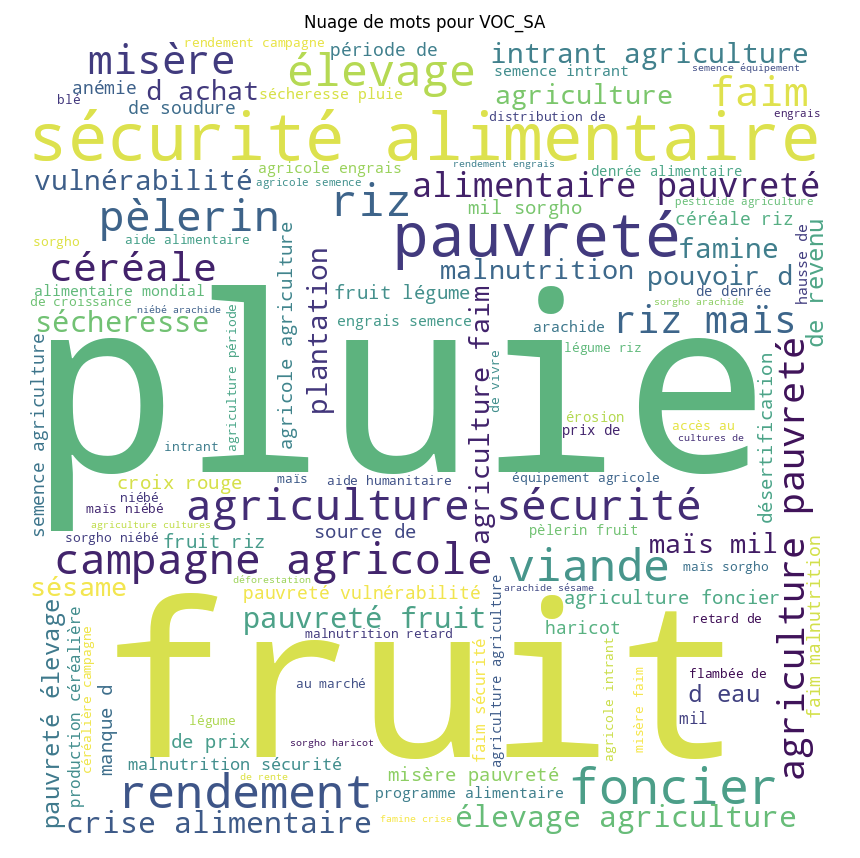 Nuage de mots pour VOC_SA
rendement campagne
période de
misère
élevage
intrant agriculture
semence intrant
semence équipement
anémie
d achat
sécheresse pluie
agriculture
faim
blé
de soudure
distribution de
engrais
sécurité alimentaire
rendement engrais
agricole engrais
denrée alimentaire
vulnérabilité
agricole semence
riz
alimentaire pauvreté
pesticide agriculture
pèlerin
mil sorgho
céréale riz
sorgho
aide alimentaire
pauvreté
famine
hausse de
de revenu
céréale
agricole agriculture
plantation
malnutrition
pouvoir d
alimentaire mondial
fruit légume
de denrée
de croissance
niébé arachide
sorgho arachide
sécheresse
agriculture période
engrais semence
agriculture faim
arachide
riz maïs
pluie
semence agriculture
légume riz
de vivre
désertification
agriculture pauvreté
érosion
accès au
prix de
cultures de
intrant
croix rouge
maïs
aide humanitaire
équipement agricole
niébé
maïs niébé
agriculture sécurité
agriculture cultures
source de
pèlerin fruit
sorgho niébé
fruit riz
maïs mil
campagne agricole
viande
maïs sorgho
sésame
déforestation
pauvreté vulnérabilité
arachide sésame
agriculture foncier
faim malnutrition
pauvreté élevage
production céréalière
céréalière campagne
pauvreté fruit
agriculture agriculture
haricot
retard de
malnutrition retard
fruit
faim sécurité
agricole intrant
misère faim
flambée de
manque d
au marché
d eau
légume
mil
de prix
sorgho haricot
malnutrition sécurité
de rente
misère pauvreté
rendement
programme alimentaire
foncier
crise alimentaire
famine crise
élevage agriculture